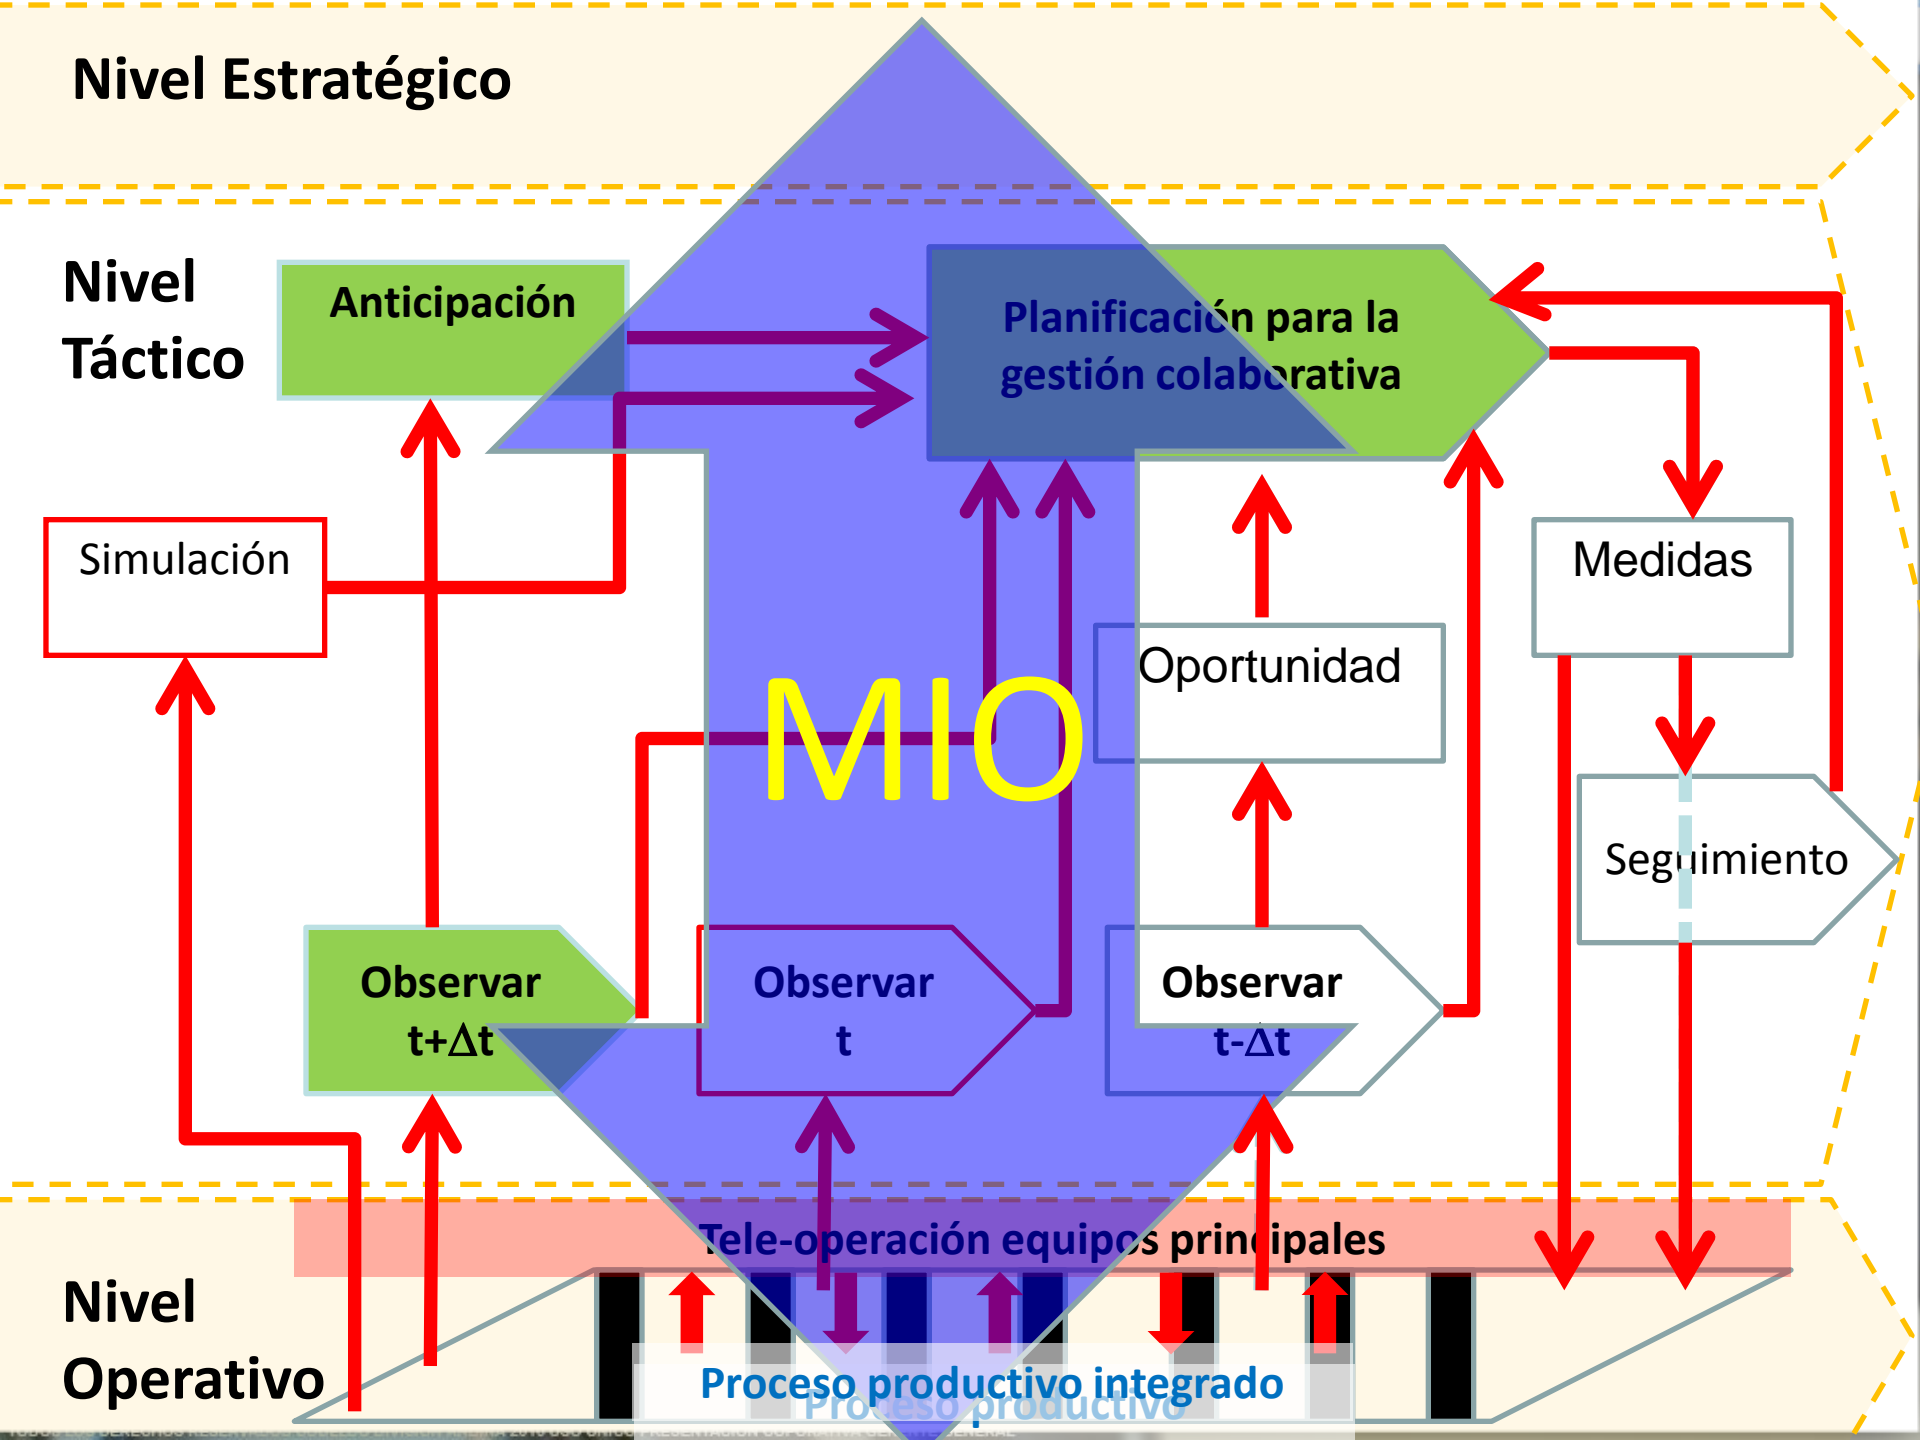 Nivel Estratégico
Nivel
Táctico
Anticipación
Planificación para la
gestión colaborativa
Simulación
Medidas
Oportunidad
MIO
Seguimiento
Observar
t+Δt
Observar
t
Observar
t-Δt
Tele-operación equipos principales
Nivel
Operativo
Proceso productivo integrado
Proceso productivo